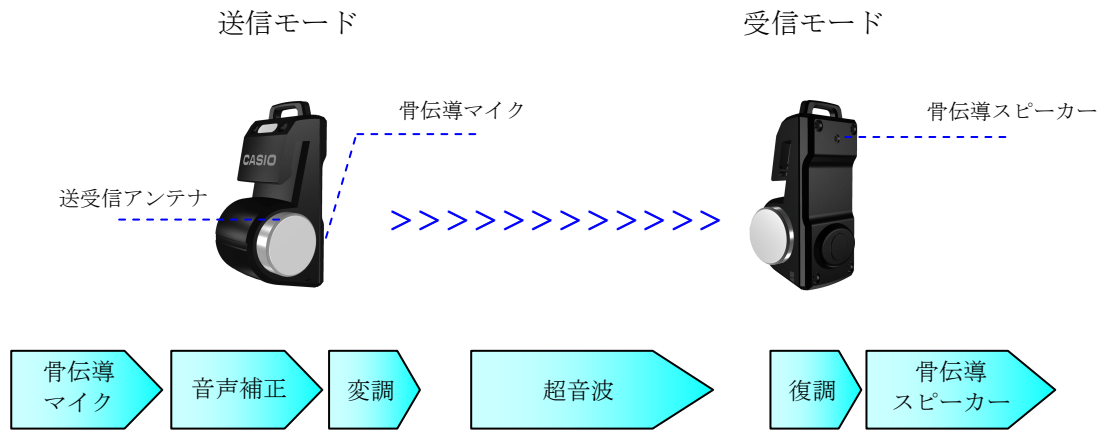 送信モード
受信モード
骨伝導マイク
骨伝導スピーカー
CASIO
送受信アンテナ
>>>>>>>>>>>>
骨伝導
マイク
音声補正
変調
超音波
復調
骨伝導
スピーカー